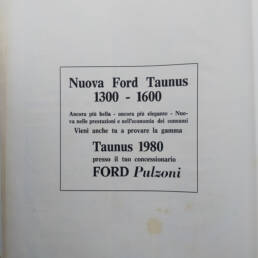 Nuova Ford Taunus
1300 - 1600
Ancora più bella - ancora più elegante - Nuo-
va nelle prestazioni e nell'economia dei consumi
Vieni anche tu a provare la gamma
Taunus 1980
presso il tuo concessionario
FORD Pulzoni